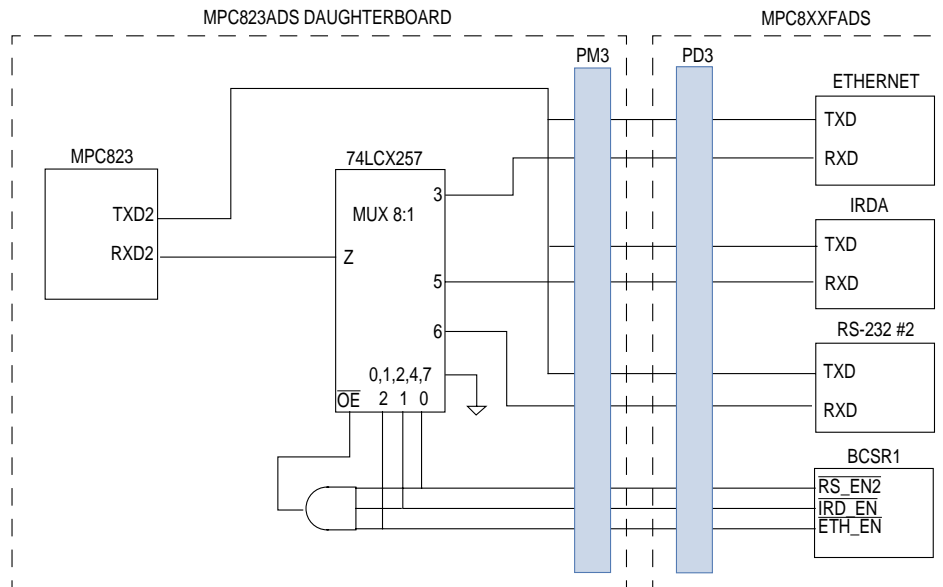 MPC823ADS DAUGHTERBOARD
MPC8XXFADS
PM3
PD3
ETHERNET
TXD
RXD
MPC823
TXD2
RXD2
74LCX257
MUX 8:1
3
Z
5
6
0,1,2,4,7
OE 2 1 0
IRDA
TXD
RXD
RS-232 #2
TXD
RXD
BCSR1
RS_EN2
IRD_EN
ETH_EN